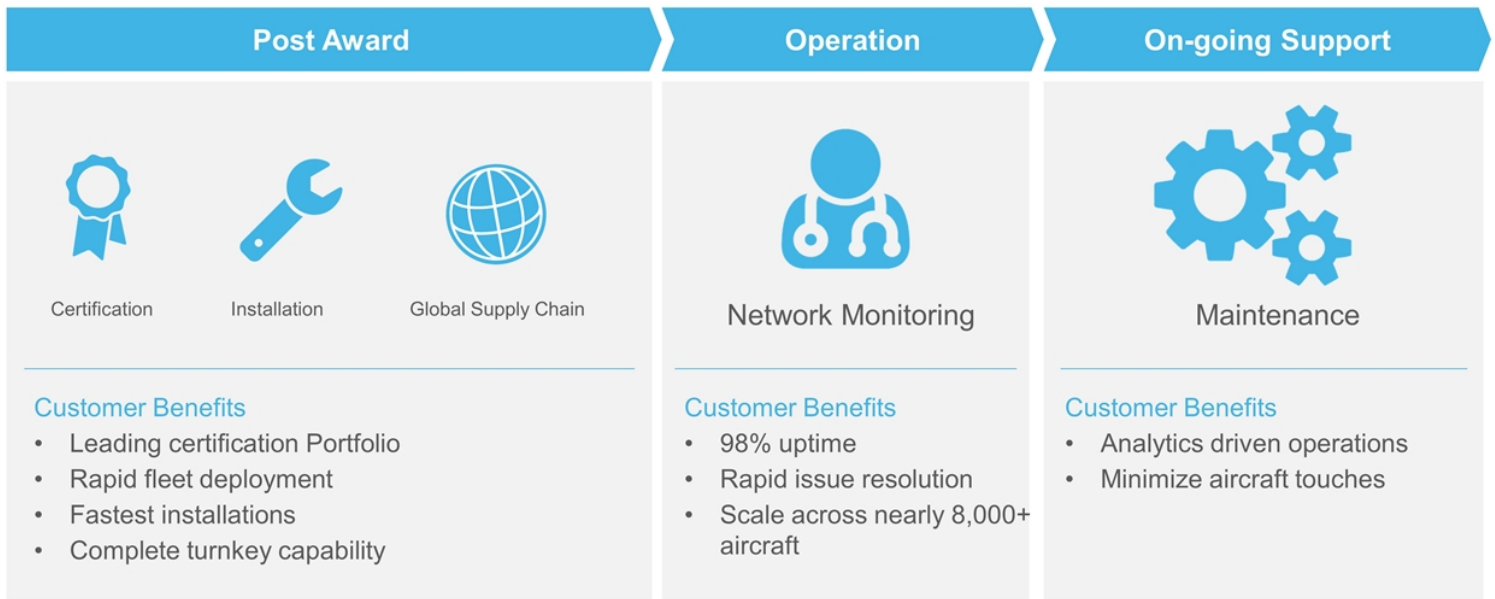 Post Award
Operation
On-going Support
Certification
Installation
Global Supply Chain
Network Monitoring
Maintenance
Customer Benefits
• Leading certification Portfolio
• Rapid fleet deployment
• Fastest installations
• Complete turnkey capability
Customer Benefits
• 98% uptime
• Rapid issue resolution
• Scale across nearly 8,000+
aircraft
Customer Benefits
• Analytics driven operations
• Minimize aircraft touches